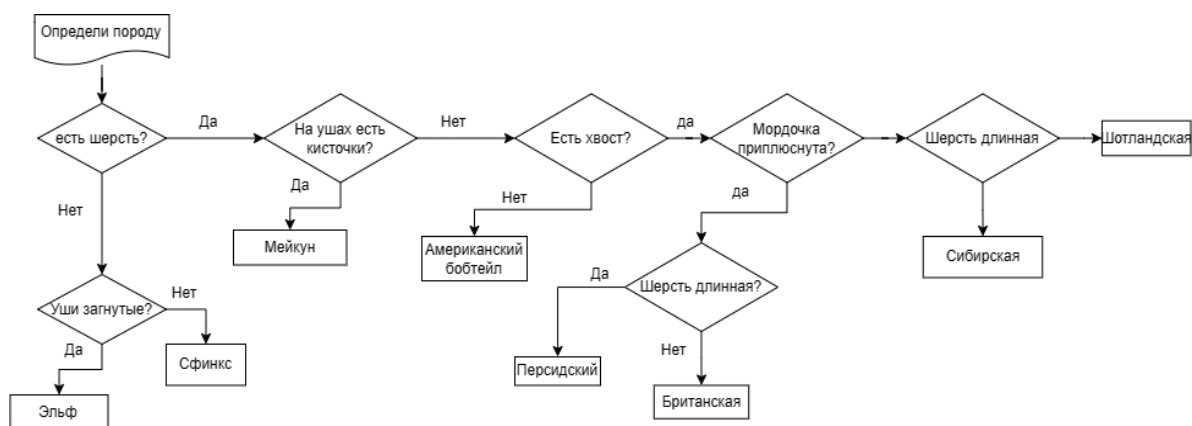 Определи породу
есть шерсть?
Да
На ушах есть
кисточки?
Нет
Есть хвост?
да
Мордочка
приплюснута?
Шерсть длинная
Шотландская
Нет
Да
Мейкун
Нет
Американский
бобтейл
да
Сибирская
Уши загнутые?
Нет
Да
Шерсть длинная?
Да
Сфинкс
Эльф
Персидский
Нет
Британская